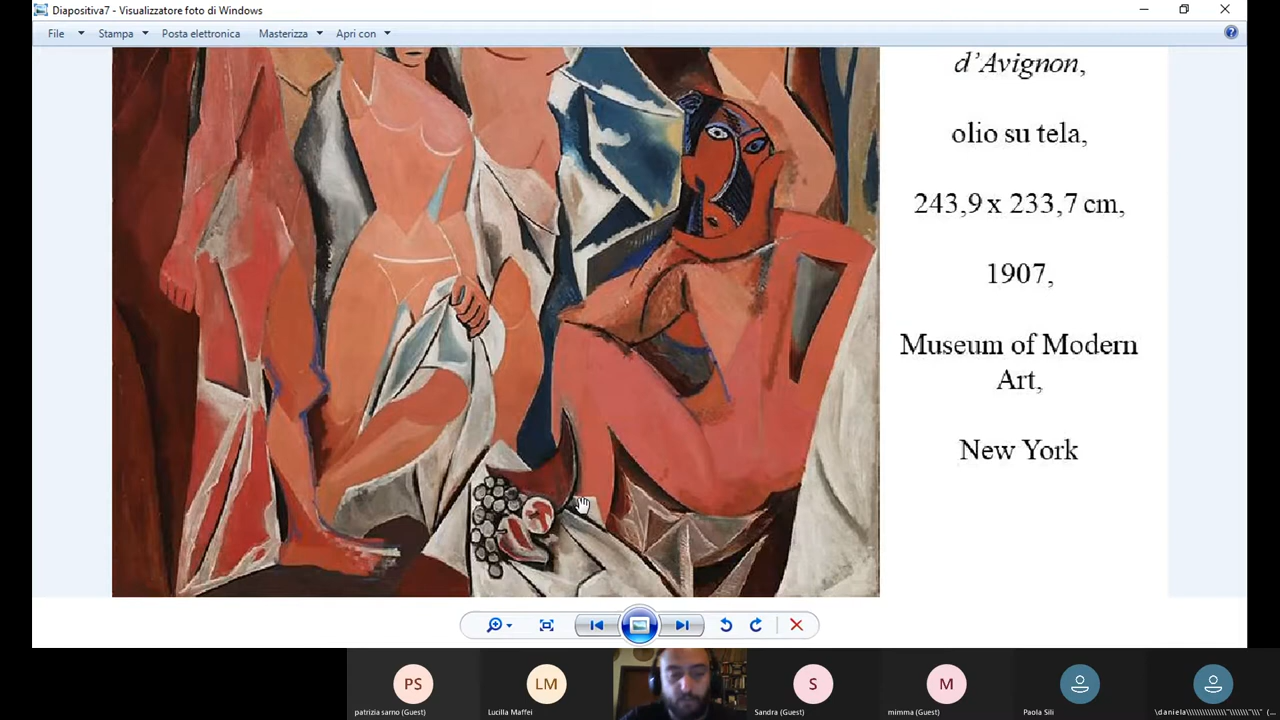 Diapositiva7 - Visualizzatore foto di Windows
File Stampa Posta elettronica Masterizza Apri con
d'Avignon,
olio su tela,
243,9 x 233,7 cm,
1907,
Museum of Modern
Art,
New York
PS LM S M
patrizia sarno (Guest) Lucilla Maffei Sandra (Guest) mimma (Guest) Paola Sili